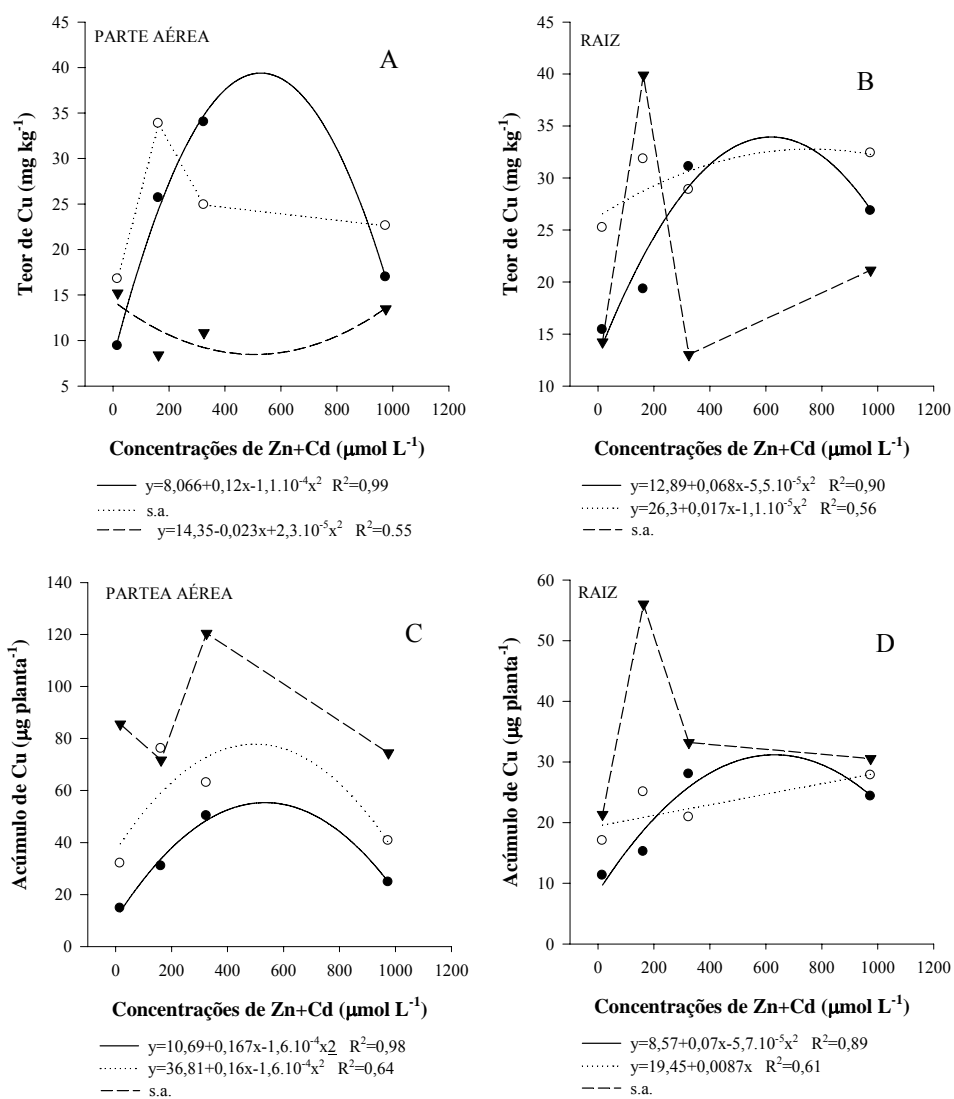 PARTE AÉREA
A
Teor de Cu (mg kg⁻¹)
45
40
35
30
25
20
15
10
5
0 200 400 600 800 1000 1200
Concentrações de Zn+Cd (μmol L⁻¹)
y=8,066+0,12x-1,1.10⁻⁴x² R²=0,99
s.a.
y=14,35-0,023x+2,3.10⁻⁵x² R²=0.55
RAIZ
B
Teor de Cu (mg kg⁻¹)
45
40
35
30
25
20
15
10
0 200 400 600 800 1000 1200
Concentrações de Zn+Cd (μmol L⁻¹)
y=12,89+0,068x-5,5.10⁻⁵x² R²=0,90
y=26,3+0,017x-1,1.10⁻⁵x² R²=0,56
s.a.
PARTEA AÉREA
C
Acúmulo de Cu (μg planta⁻¹)
140
120
100
80
60
40
20
0
0 200 400 600 800 1000 1200
Concentrações de Zn+Cd (μmol L⁻¹)
y=10,69+0,167x-1,6.10⁻⁴x2 R²=0,98
y=36,81+0,16x-1,6.10⁻⁴x² R²=0,64
s.a.
RAIZ
D
Acúmulo de Cu (μg planta⁻¹)
60
50
40
30
20
10
0
0 200 400 600 800 1000 1200
Concentrações de Zn+Cd (μmol L⁻¹)
y=8,57+0,07x-5,7.10⁻⁵x² R²=0,89
y=19,45+0,0087x R²=0,61
s.a.